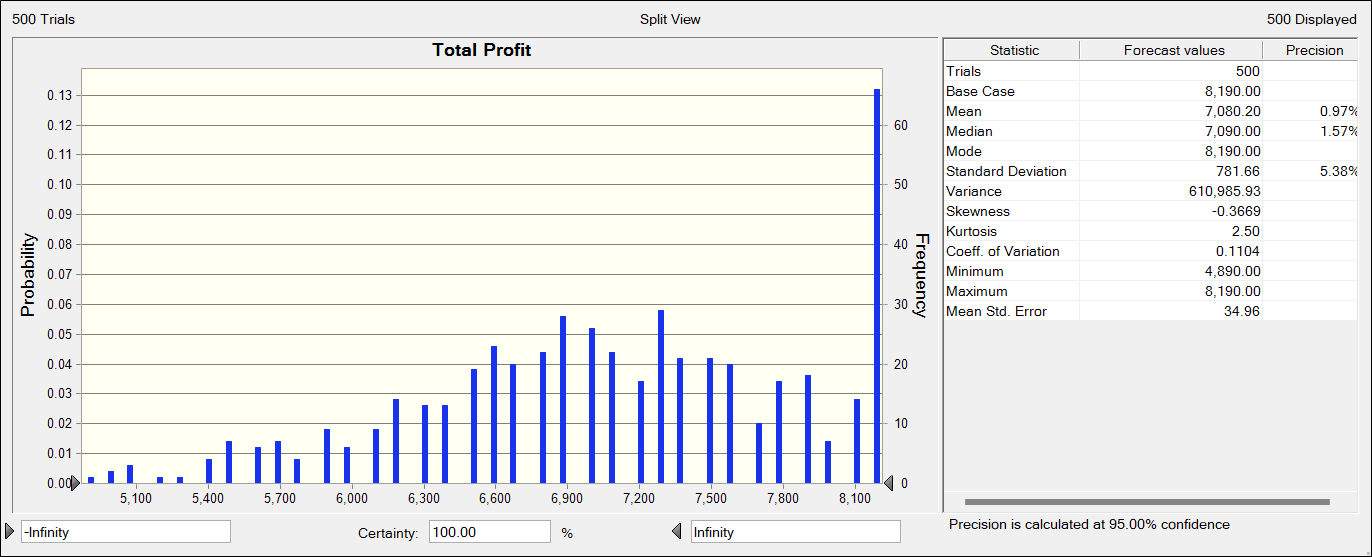 500 Trials Split View 500 Displayed
Total Profit
Statistic Forecast values Precision
Trials 500
Base Case 8,190.00
Mean 7,080.20 0.97%
Median 7,090.00 1.57%
Mode 8,190.00
Standard Deviation 781.66 5.38%
Variance 610,985.93
Skewness -0.3669
Kurtosis 2.50
Coeff. of Variation 0.1104
Minimum 4,890.00
Maximum 8,190.00
Mean Std. Error 34.96
Probability
0.13
0.12
0.11
0.10
0.09
0.08
0.07
0.06
0.05
0.04
0.03
0.02
0.01
0.00
Frequency
60
50
40
30
20
10
0
5,100 5,400 5,700 6,000 6,300 6,600 6,900 7,200 7,500 7,800 8,100
-Infinity Certainty: 100.00 % Infinity
Precision is calculated at 95.00% confidence